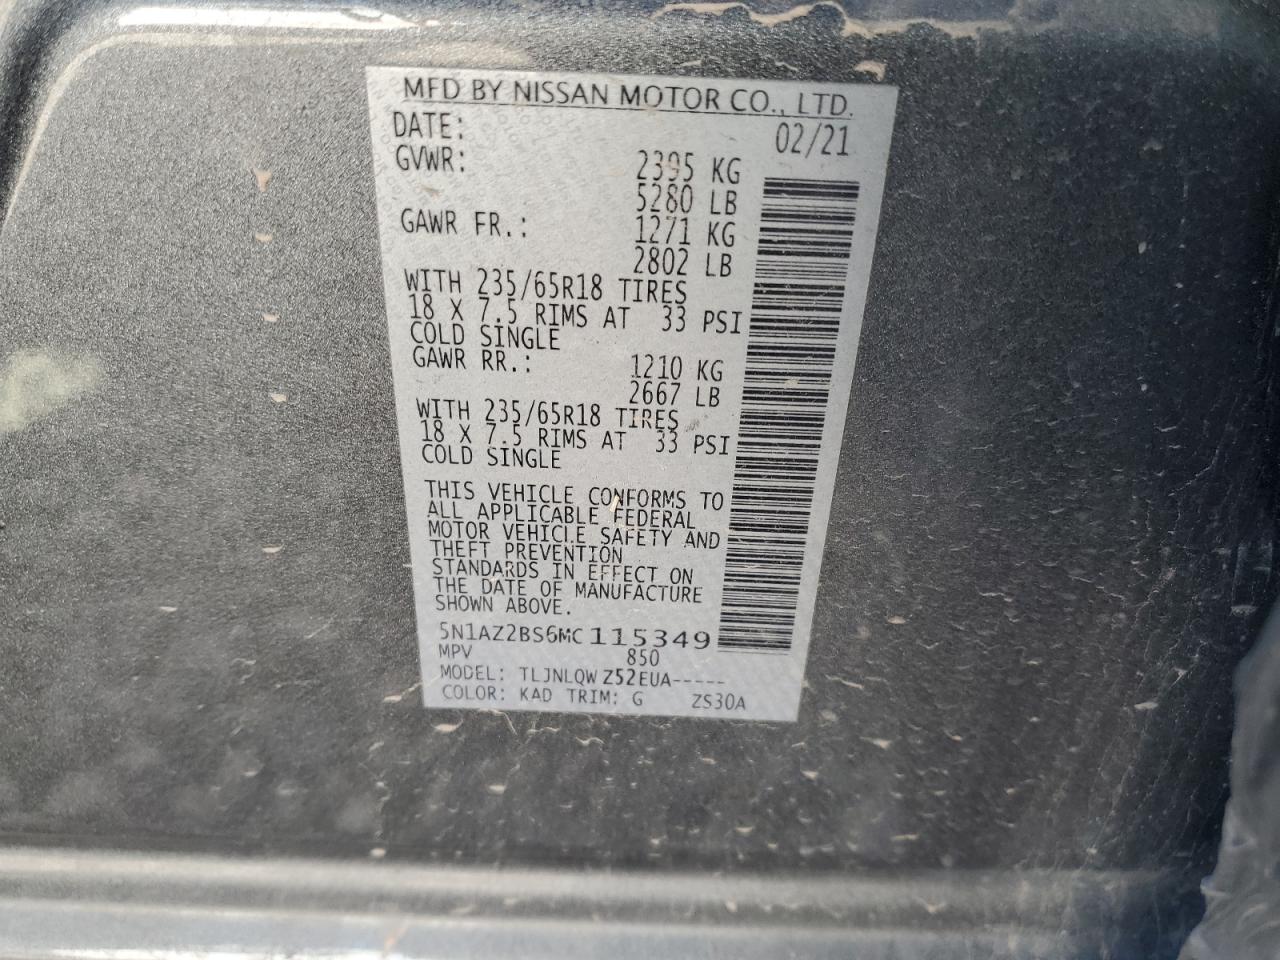 MFD BY NISSAN MOTOR CO., LTD.
DATE: 02/21
GVWR: 2395 KG
5280 LB
GAWR FR.: 1271 KG
2802 LB
WITH 235/65R18 TIRES
18 X 7.5 RIMS AT 33 PSI
COLD SINGLE
GAWR RR.: 1210 KG
2667 LB
WITH 235/65R18 TIRES
18 X 7.5 RIMS AT 33 PSI
COLD SINGLE
THIS VEHICLE CONFORMS TO
ALL APPLICABLE FEDERAL
MOTOR VEHICLE SAFETY AND
THEFT PREVENTION
STANDARDS IN EFFECT ON
THE DATE OF MANUFACTURE
SHOWN ABOVE.
5N1AZ2BS6MC115349
MPV 850
MODEL: TLJNLQW Z52EUA-----
COLOR: KAD TRIM: G ZS30A